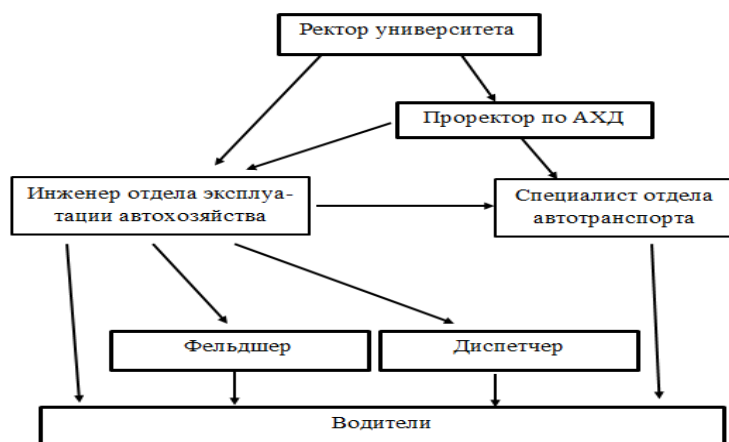 Ректор университета
Проректор по АХД
Инженер отдела эксплуа-
тации автохозяйства
Специалист отдела
автотранспорта
Фельдшер
Диспетчер
Водители